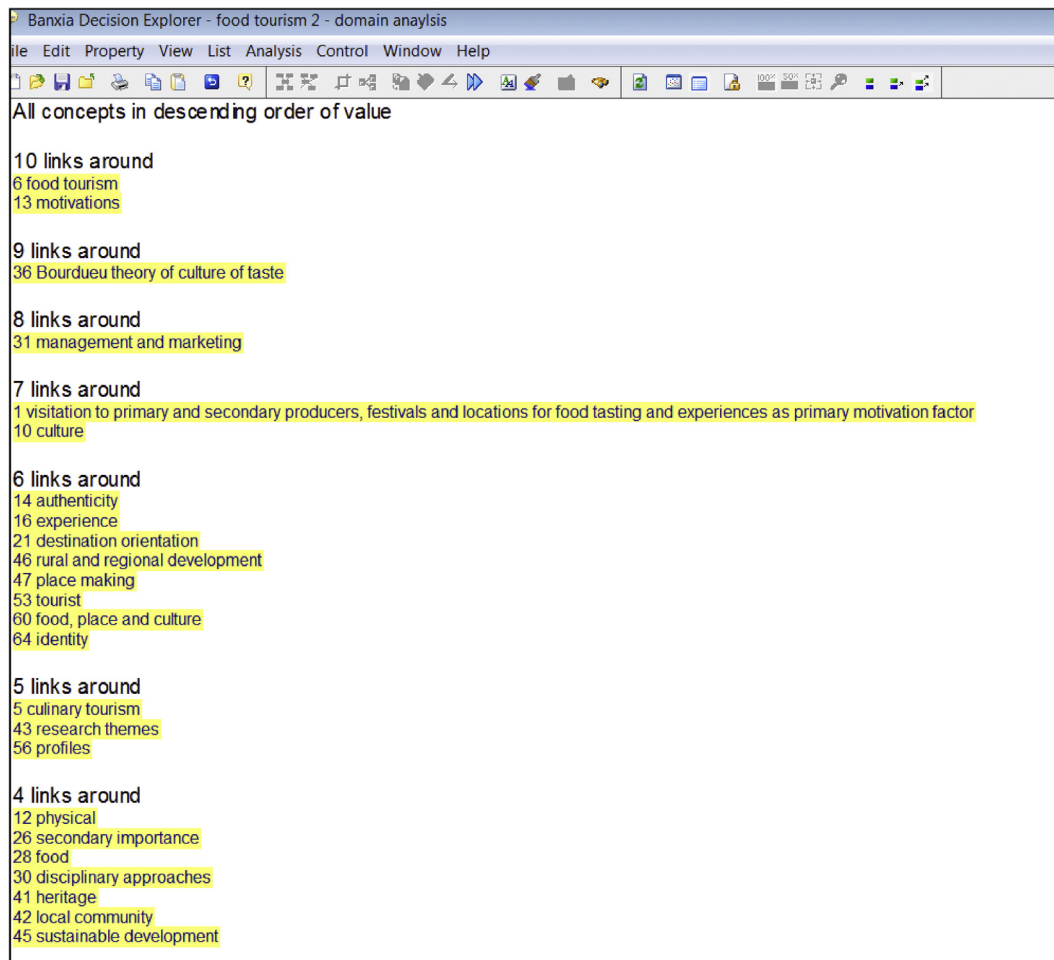 Banxia Decision Explorer - food tourism 2 - domain anaylsis
ile Edit Property View List Analysis Control Window Help
All concepts in descending order of value
10 links around
6 food tourism
13 motivations
9 links around
36 Bourdueu theory of culture of taste
8 links around
31 management and marketing
7 links around
1 visitation to primary and secondary producers, festivals and locations for food tasting and experiences as primary motivation factor
10 culture
6 links around
14 authenticity
16 experience
21 destination orientation
46 rural and regional development
47 place making
53 tourist
60 food, place and culture
64 identity
5 links around
5 culinary tourism
43 research themes
56 profiles
4 links around
12 physical
26 secondary importance
28 food
30 disciplinary approaches
41 heritage
42 local community
45 sustainable development